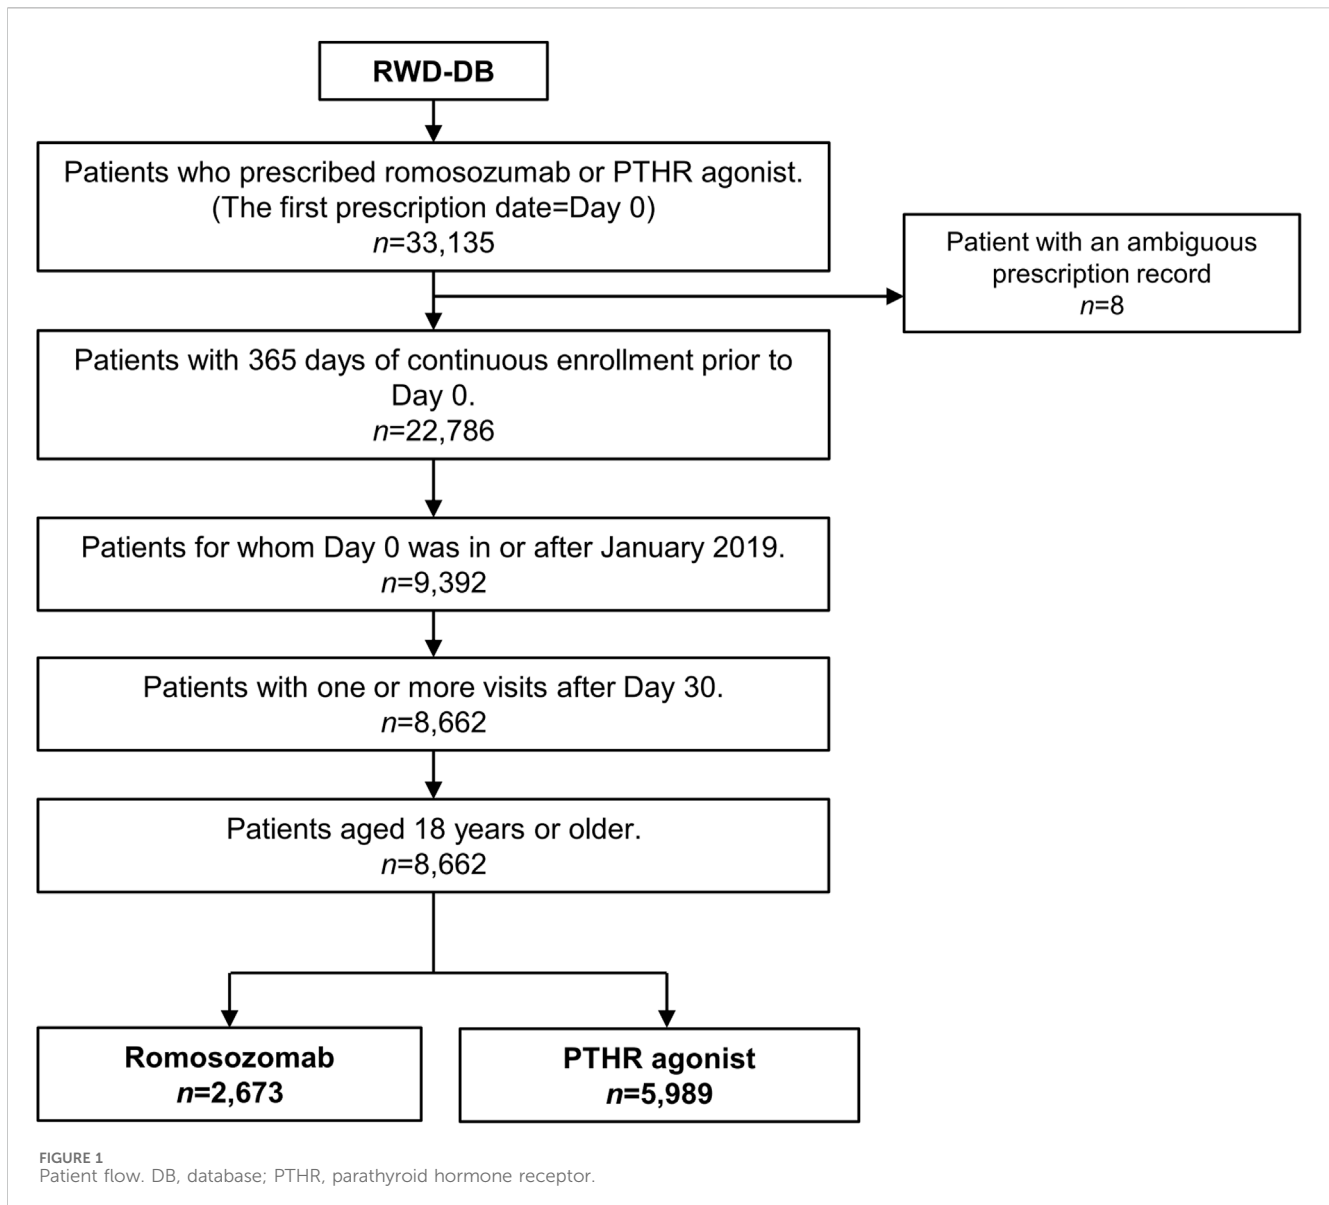 RWD-DB
Patients who prescribed romosozumab or PTHR agonist.
(The first prescription date=Day 0)
n=33,135
Patient with an ambiguous
prescription record
n=8
Patients with 365 days of continuous enrollment prior to
Day 0.
n=22,786
Patients for whom Day 0 was in or after January 2019.
n=9,392
Patients with one or more visits after Day 30.
n=8,662
Patients aged 18 years or older.
n=8,662
Romosozomab
n=2,673
PTHR agonist
n=5,989
FIGURE 1
Patient flow. DB, database; PTHR, parathyroid hormone receptor.